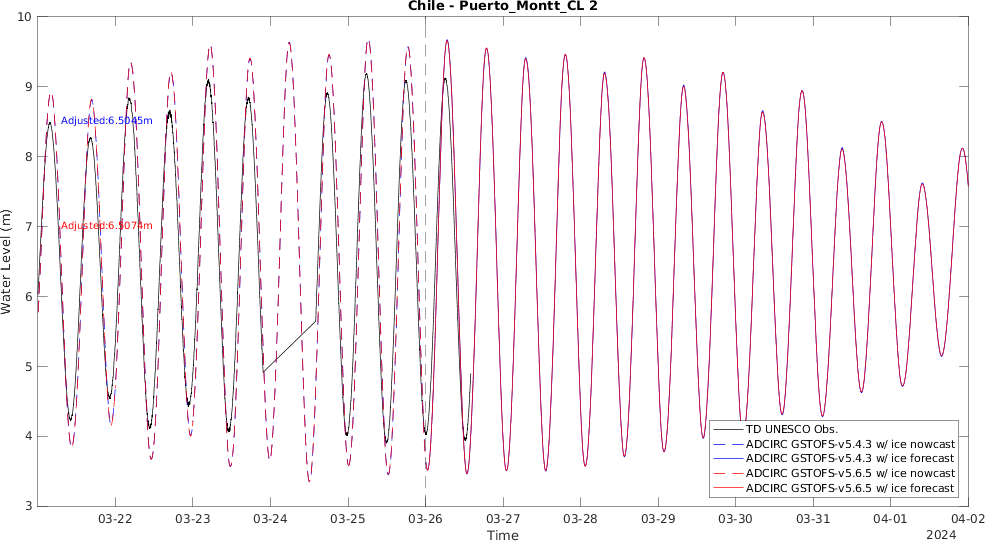 Chile - Puerto_Montt_CL 2
10
9
8
7
6
5
4
3
Water Level (m)
Adjusted:6.5045m
Adjusted:6.5074m
TD UNESCO Obs.
ADCIRC GSTOFS-v5.4.3 w/ ice nowcast
ADCIRC GSTOFS-v5.4.3 w/ ice forecast
ADCIRC GSTOFS-v5.6.5 w/ ice nowcast
ADCIRC GSTOFS-v5.6.5 w/ ice forecast
03-22 03-23 03-24 03-25 03-26 03-27 03-28 03-29 03-30 03-31 04-01 04-02
Time
2024